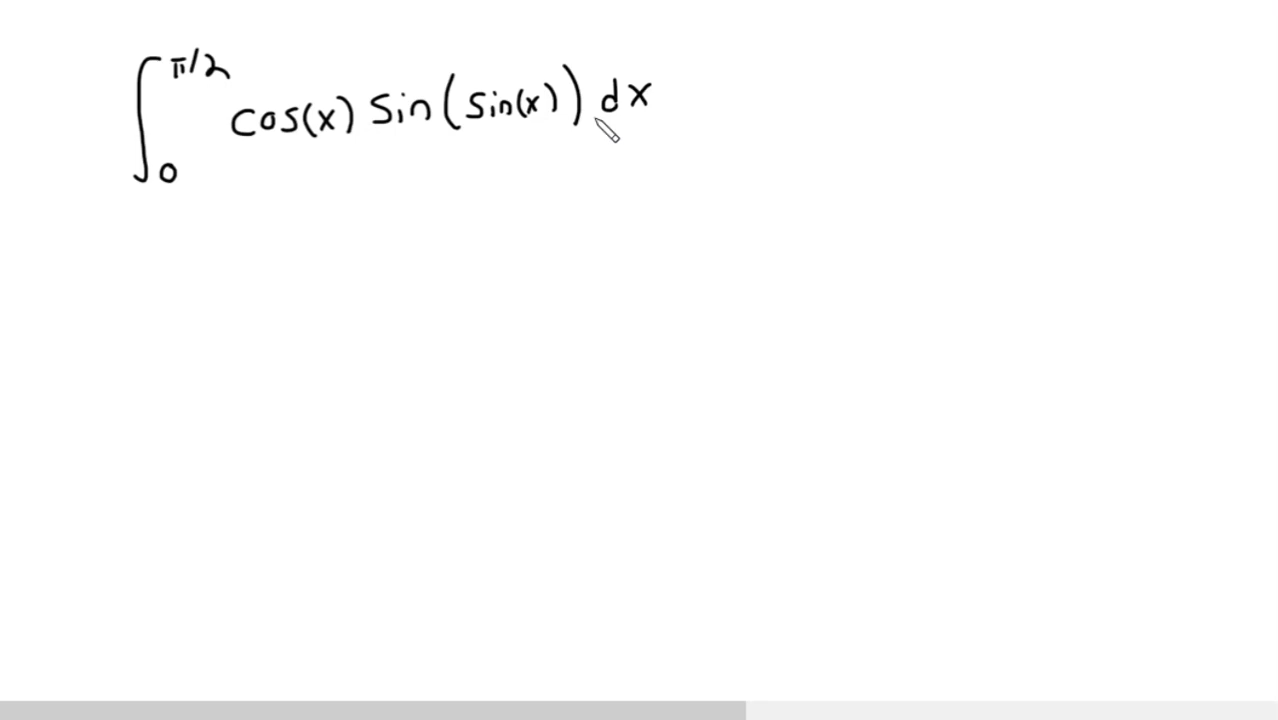 ∫₀^π/2 cos(x) sin(sin(x)) dx